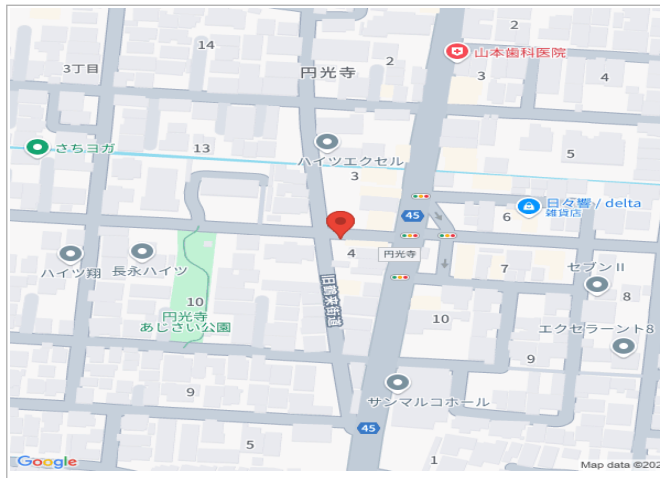 2
14
円光寺
2
山本歯科医院
3丁目
3
4
さちヨガ
13
ハイツエクセル
5
3
45
6
日々響 / delta
雑貨店
4
円光寺
ハイツ翔
長永ハイツ
7
セブンⅡ
旧鶴来街道
10
8
円光寺
あじさい公園
10
エクセラーント8
9
9
サンマルコホール
45
5
1
Google
Map data ©202